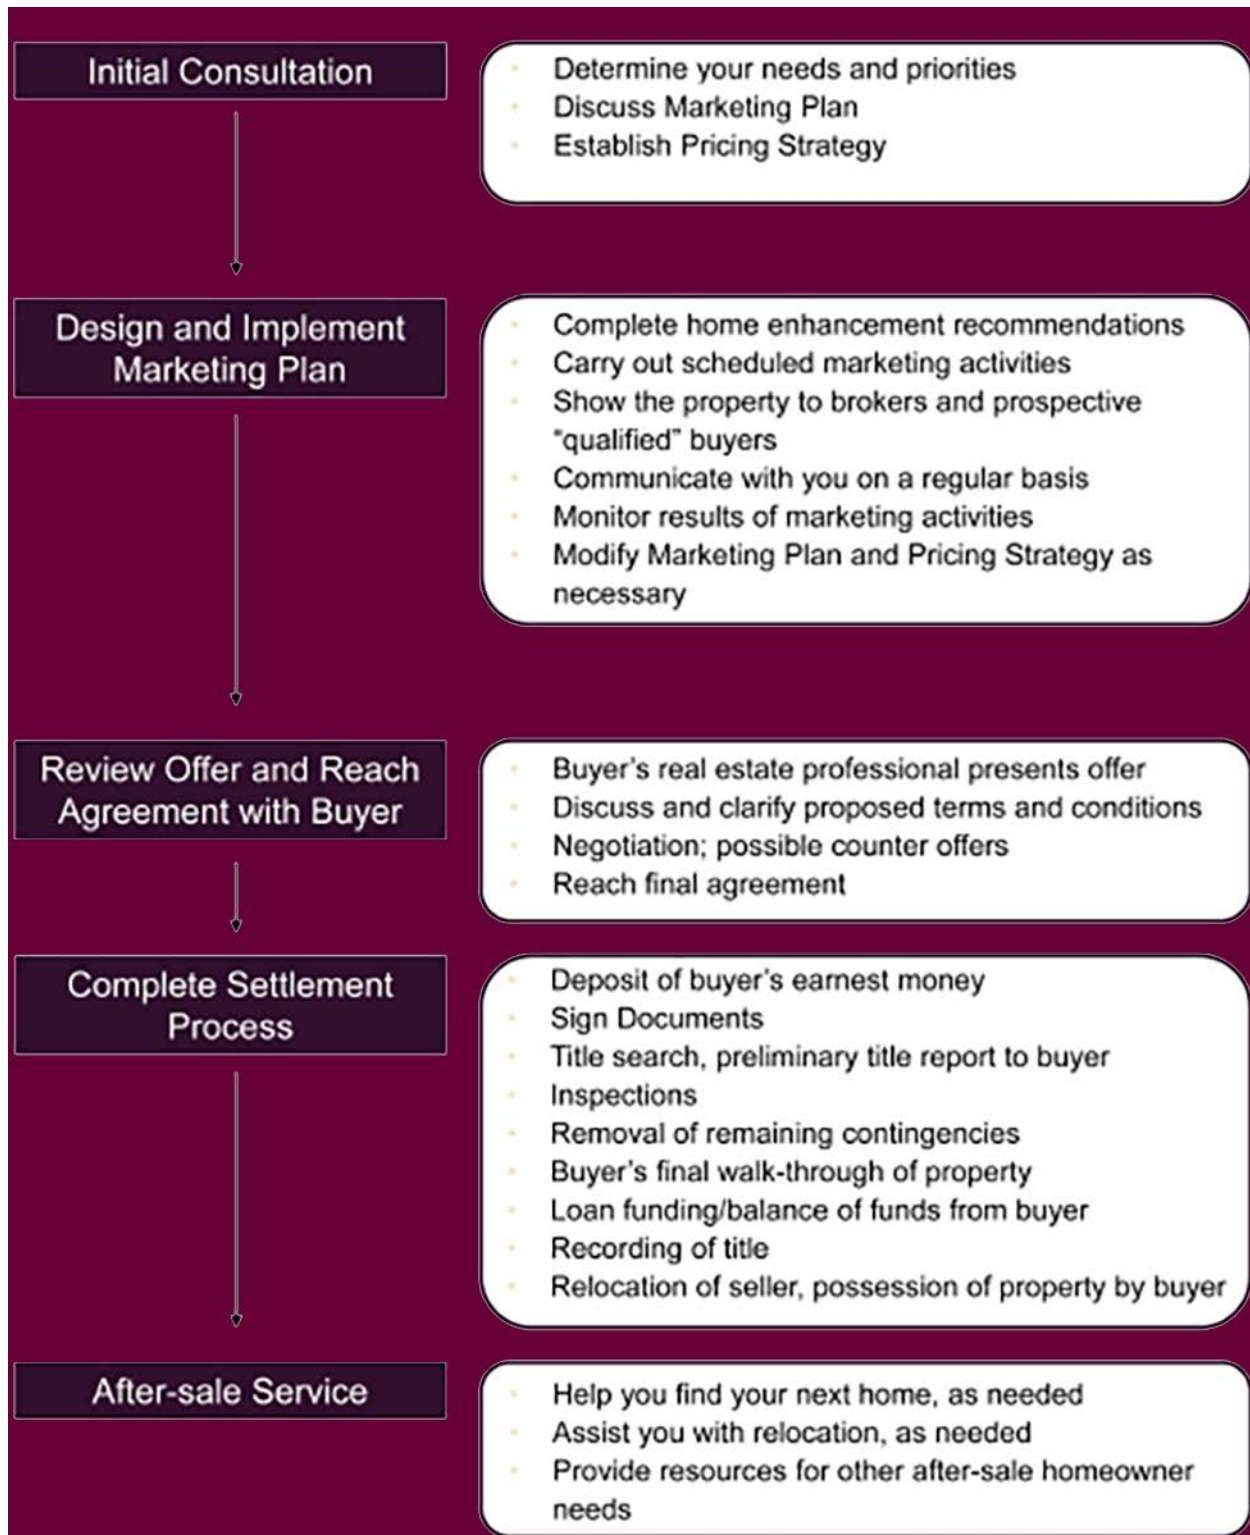 Initial Consultation
Determine your needs and priorities
Discuss Marketing Plan
Establish Pricing Strategy
Design and Implement
Marketing Plan
Complete home enhancement recommendations
Carry out scheduled marketing activities
Show the property to brokers and prospective
“qualified” buyers
Communicate with you on a regular basis
Monitor results of marketing activities
Modify Marketing Plan and Pricing Strategy as
necessary
Review Offer and Reach
Agreement with Buyer
Buyer’s real estate professional presents offer
Discuss and clarify proposed terms and conditions
Negotiation; possible counter offers
Reach final agreement
Complete Settlement
Process
Deposit of buyer’s earnest money
Sign Documents
Title search, preliminary title report to buyer
Inspections
Removal of remaining contingencies
Buyer’s final walk-through of property
Loan funding/balance of funds from buyer
Recording of title
Relocation of seller, possession of property by buyer
After-sale Service
Help you find your next home, as needed
Assist you with relocation, as needed
Provide resources for other after-sale homeowner
needs